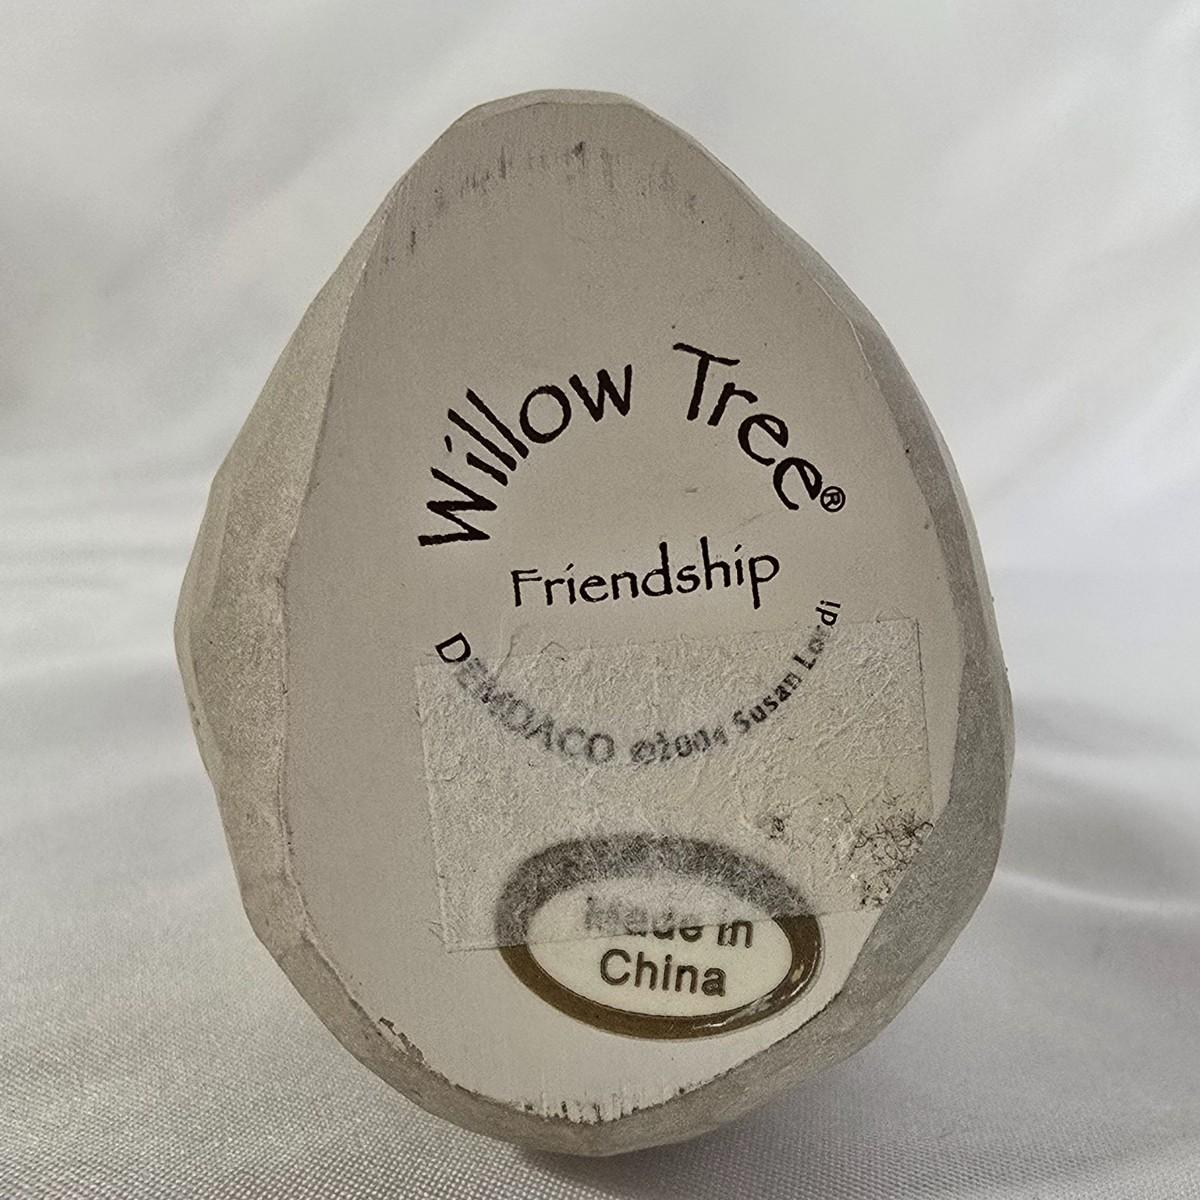 Willow Tree®
Friendship
DEMDACO ©2004 Susan Lordi
Made in
China